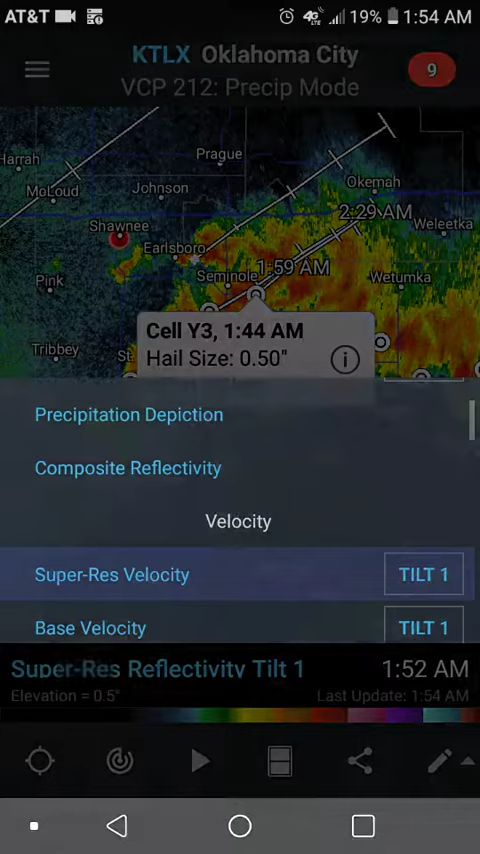 AT&T 4G LTE 19% 1:54 AM
KTLX Oklahoma City
VCP 212: Precip Mode
9
Harrah
Prague
McLoud
Johnson
Okemah
2:29 AM
Shawnee
Weleetka
Earlsboro
1:59 AM
Seminole
Pink
Wetumka
Cell Y3, 1:44 AM
Hail Size: 0.50"
Tribbey
St.
Precipitation Depiction
Composite Reflectivity
Velocity
Super-Res Velocity TILT 1
Base Velocity TILT 1
Super-Res Reflectivity Tilt 1 1:52 AM
Elevation = 0.5° Last Update: 1:54 AM